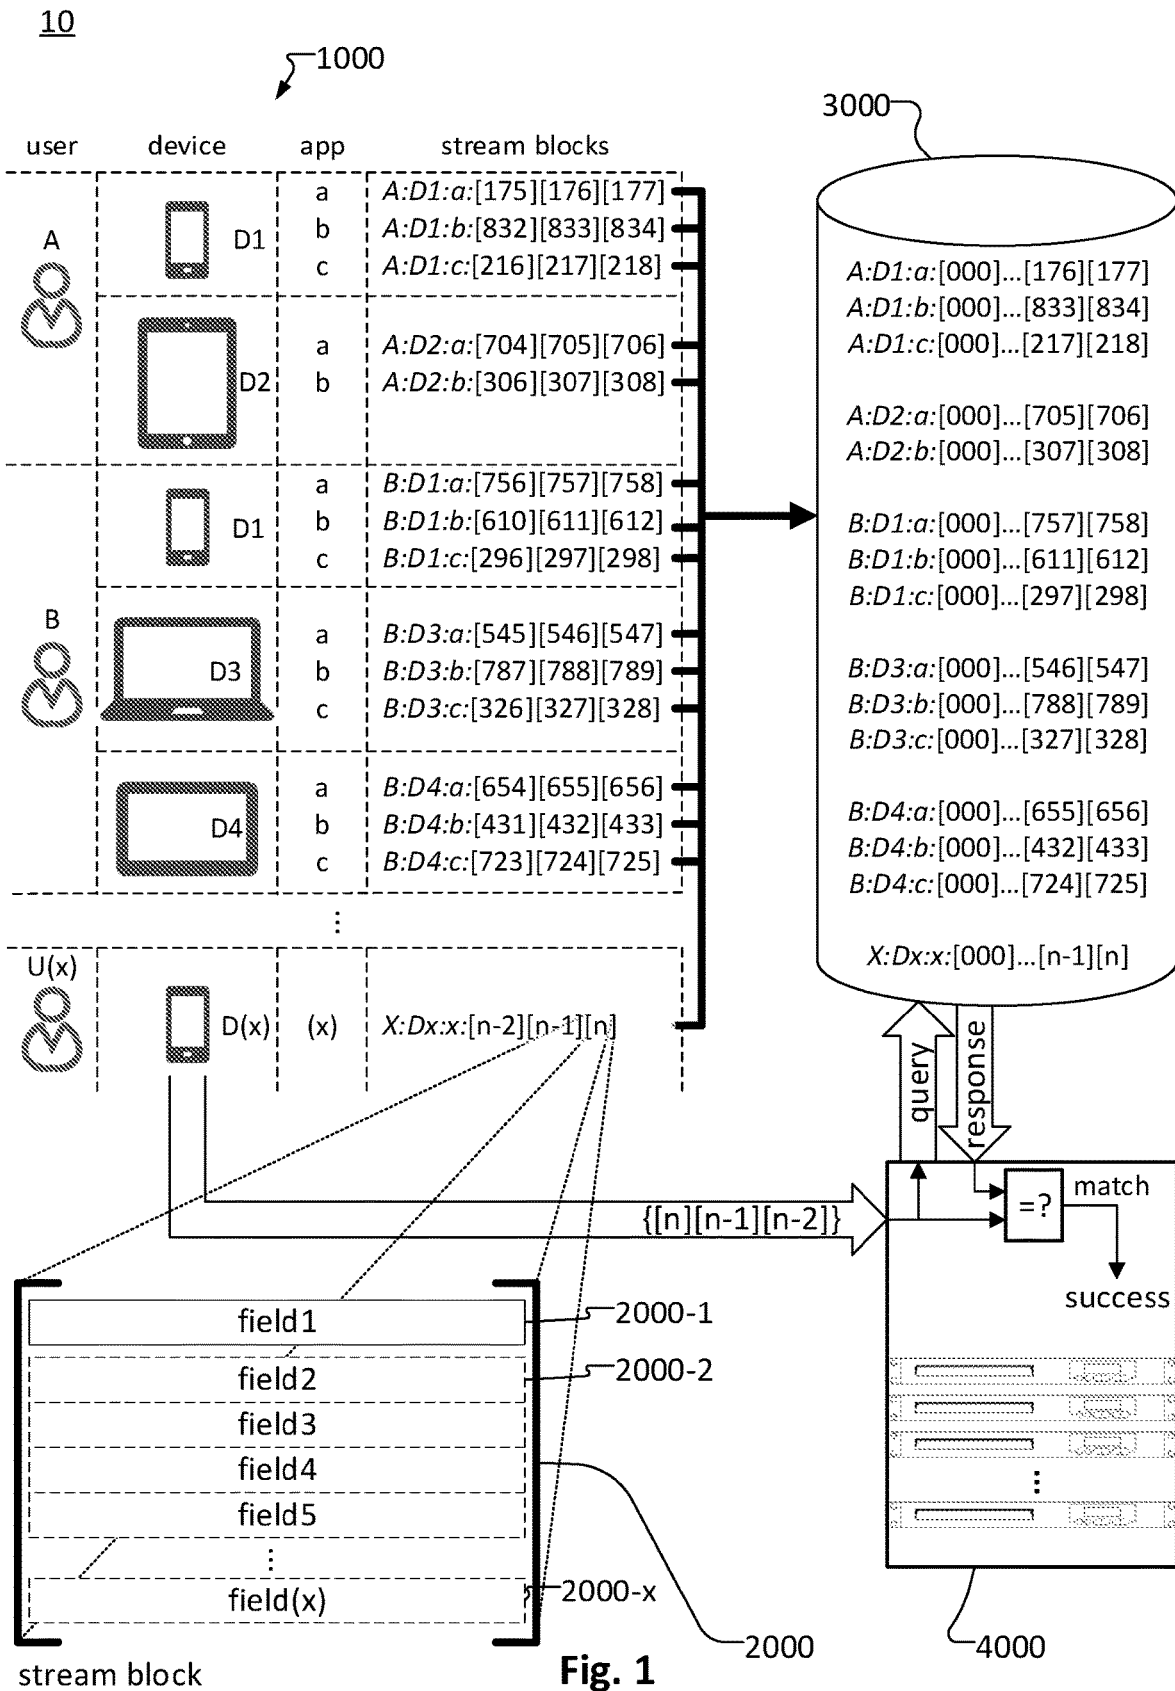 10
1000
user device app stream blocks
A
D1
a A:D1:a:[175][176][177]
b A:D1:b:[832][833][834]
c A:D1:c:[216][217][218]
D2
a A:D2:a:[704][705][706]
b A:D2:b:[306][307][308]
B
D1
a B:D1:a:[756][757][758]
b B:D1:b:[610][611][612]
c B:D1:c:[296][297][298]
D3
a B:D3:a:[545][546][547]
b B:D3:b:[787][788][789]
c B:D3:c:[326][327][328]
D4
a B:D4:a:[654][655][656]
b B:D4:b:[431][432][433]
c B:D4:c:[723][724][725]
⋮
U(x)
D(x) (x) X:Dx:x:[n-2][n-1][n]
3000
A:D1:a:[000]...[176][177]
A:D1:b:[000]...[833][834]
A:D1:c:[000]...[217][218]
A:D2:a:[000]...[705][706]
A:D2:b:[000]...[307][308]
B:D1:a:[000]...[757][758]
B:D1:b:[000]...[611][612]
B:D1:c:[000]...[297][298]
B:D3:a:[000]...[546][547]
B:D3:b:[000]...[788][789]
B:D3:c:[000]...[327][328]
B:D4:a:[000]...[655][656]
B:D4:b:[000]...[432][433]
B:D4:c:[000]...[724][725]
X:Dx:x:[000]...[n-1][n]
query
response
{[n][n-1][n-2]}
=?
match
success
⋮
4000
field1
2000-1
field2
2000-2
field3
field4
field5
⋮
field(x)
2000-x
2000
stream block
Fig. 1